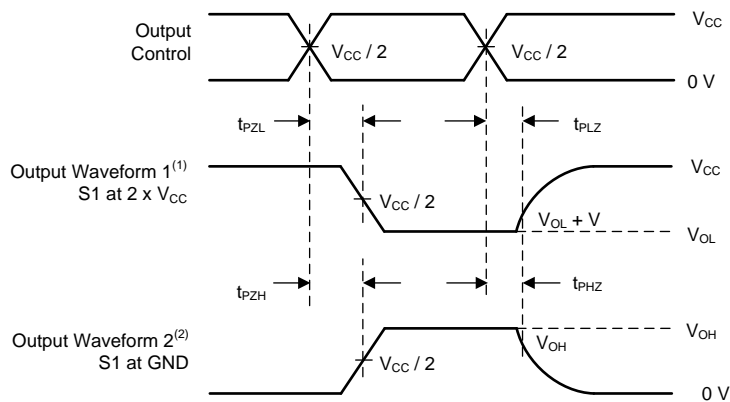 Output
Control
V_CC / 2
V_CC / 2
V_CC
0 V
t_PZL
t_PLZ
Output Waveform 1^(1)
S1 at 2 x V_CC
V_CC / 2
V_CC
V_OL + V
V_OL
t_PZH
t_PHZ
Output Waveform 2^(2)
S1 at GND
V_CC / 2
V_OH
V_OH
0 V